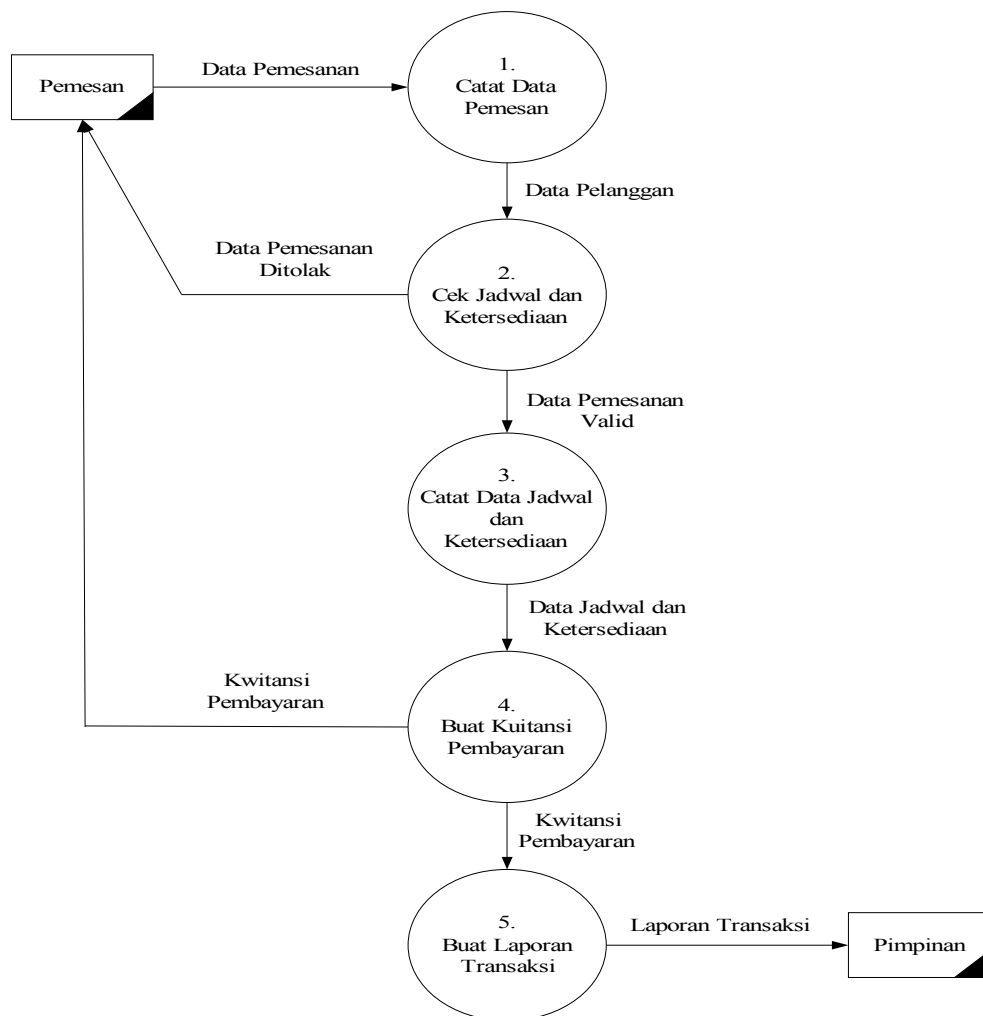 Pemesan
Data Pemesanan
1.
Catat Data
Pemesan
Data Pelanggan
Data Pemesanan
Ditolak
2.
Cek Jadwal dan
Ketersediaan
Data Pemesanan
Valid
3.
Catat Data Jadwal
dan
Ketersediaan
Data Jadwal dan
Ketersediaan
Kwitansi
Pembayaran
4.
Buat Kuitansi
Pembayaran
Kwitansi
Pembayaran
5.
Buat Laporan
Transaksi
Laporan Transaksi
Pimpinan